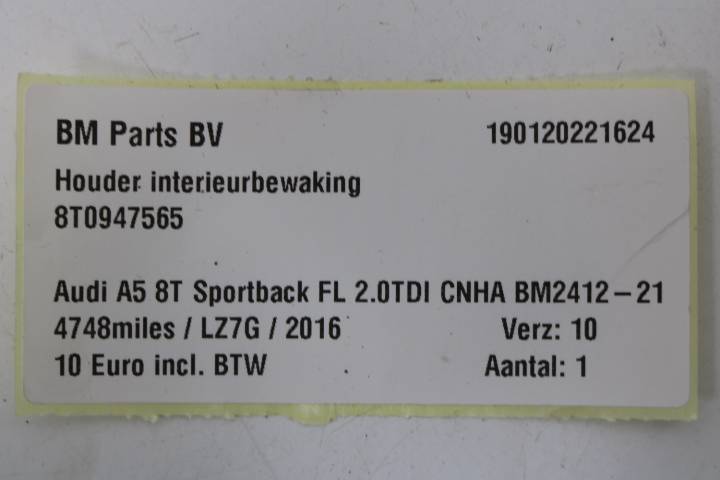 BM Parts BV 190120221624
Houder interieurbewaking
8T0947565
Audi A5 8T Sportback FL 2.0TDI CNHA BM2412-21
4748miles / LZ7G / 2016 Verz: 10
10 Euro incl. BTW Aantal: 1